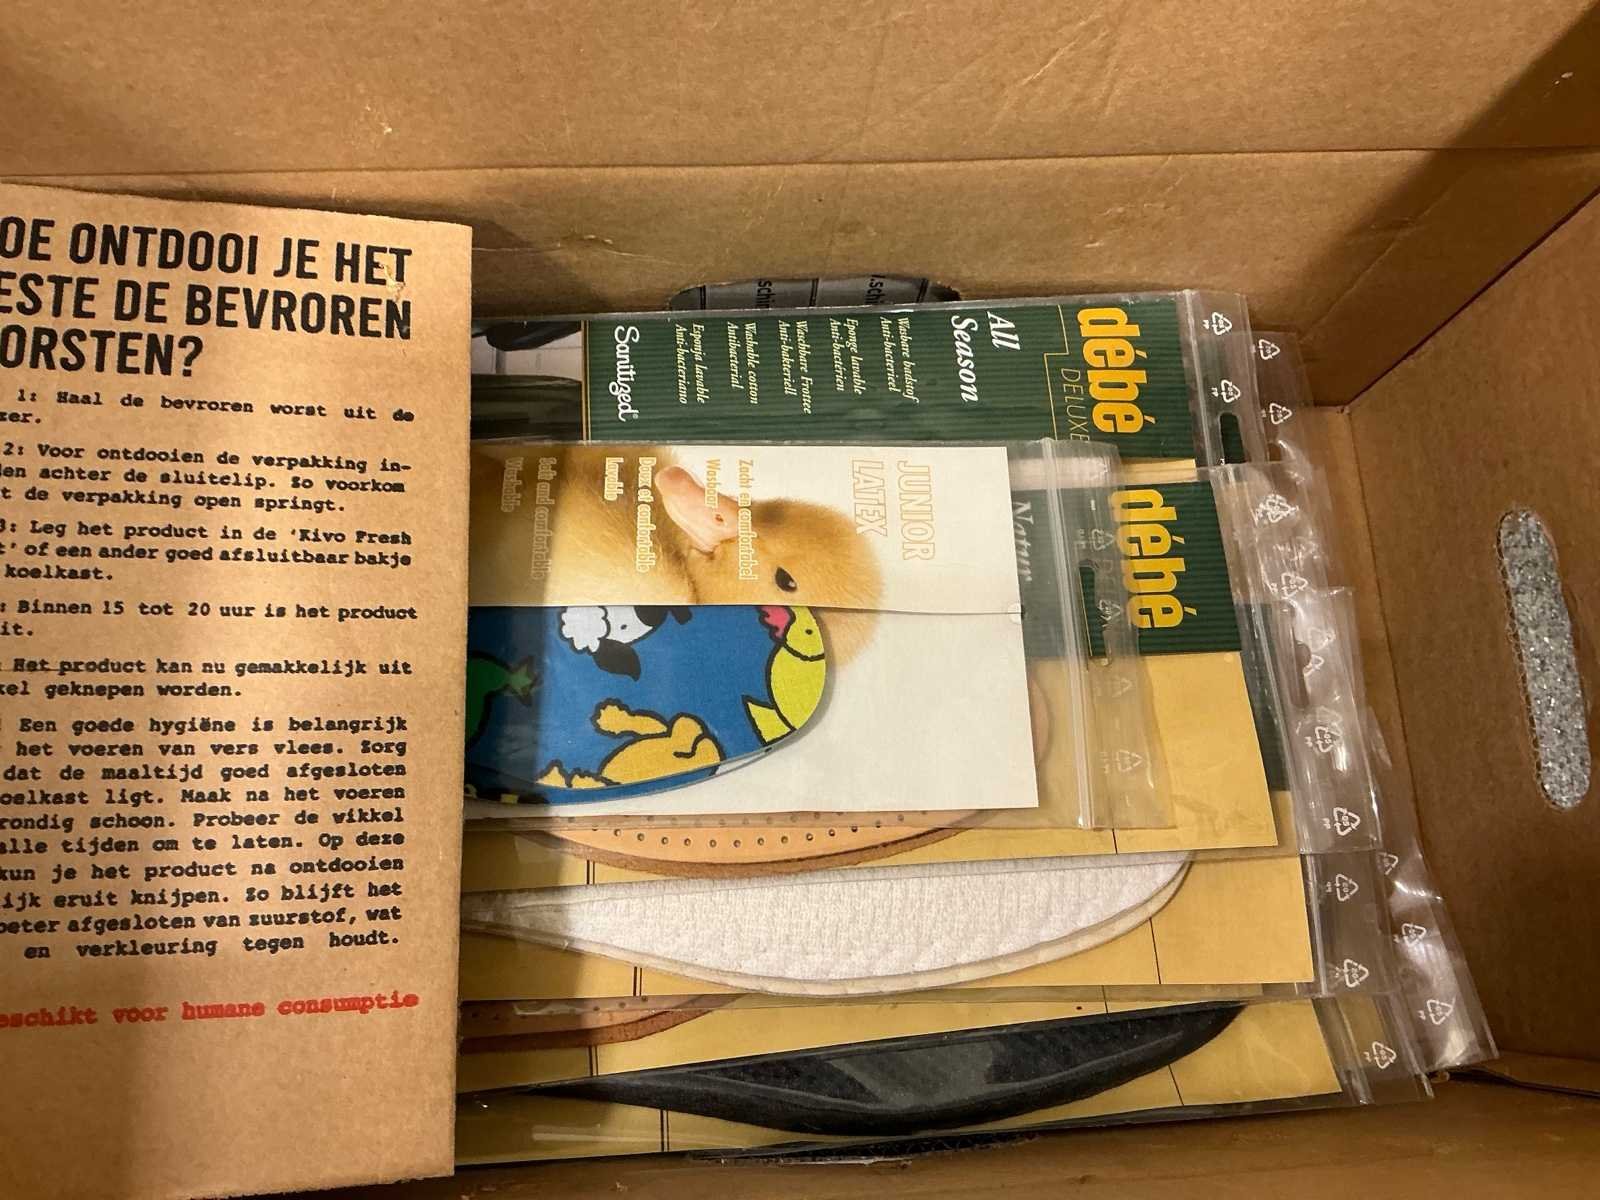 OE ONTDOOI JE HET
ESTE DE BEVROREN
ORSTEN?
1: Haal de bevroren worst uit de
zer.
2: Voor ontdooien de verpakking in-
den achter de sluitclip. Zo voorkom
t de verpakking open springt.
3: Leg het product in de 'Kivo Fresh
t' of een ander goed afsluitbaar bakje
koelkast.
: Binnen 15 tot 20 uur is het product
it.
: Het product kan nu gemakkelijk uit
kel geknepen worden.
Een goede hygiëne is belangrijk
het voeren van vers vlees. Zorg
dat de maaltijd goed afgesloten
oelkast ligt. Maak na het voeren
rondig schoon. Probeer de wikkel
alle tijden om te laten. Op deze
kun je het product na ontdooien
lijk eruit knijpen. Zo blijft het
beter afgesloten van zuurstof, wat
en verkleuring tegen houdt.
eschikt voor humane consumptie
débé
DELUXE
All
Season
Wasbare badstof
Anti-bacterieel
Eponge lavable
Anti-bactérien
Waschbare Frottee
Anti-bakteriell
Washable cotton
Antibacterial
Esponja lavable
Anti-bacteriano
Sanitized
débé
Natur
JUNIOR
LATEX
Zacht en comfortabel
Wasbaar
Doux et confortable
Lavable
Soft and comfortable
Washable